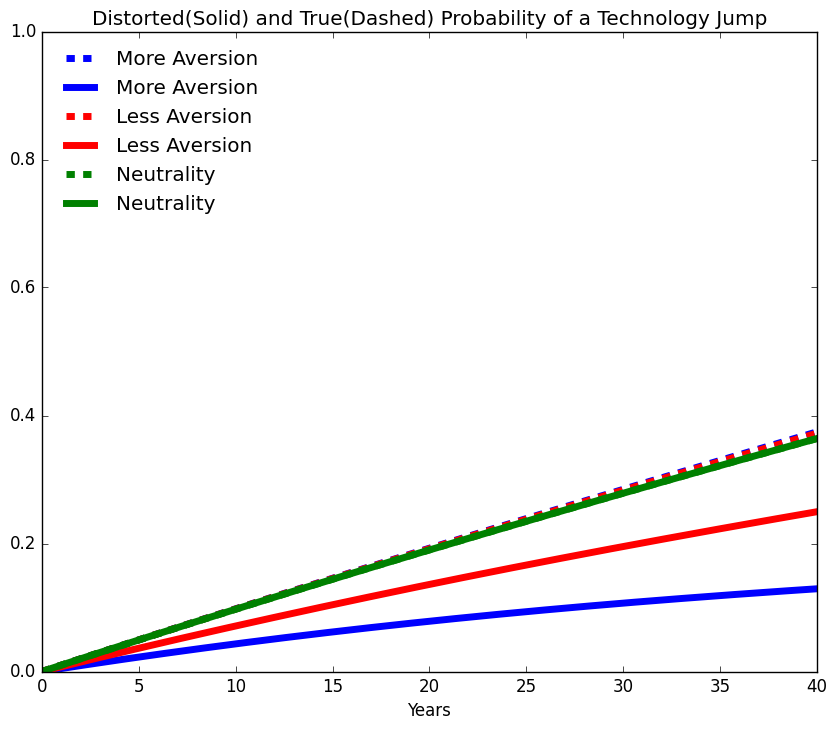 Distorted(Solid) and True(Dashed) Probability of a Technology Jump
1.0
More Aversion
More Aversion
Less Aversion
0.8
Less Aversion
Neutrality
Neutrality
0.6
0.4
0.2
0.0
0 5 10 15 20 25 30 35 40
Years